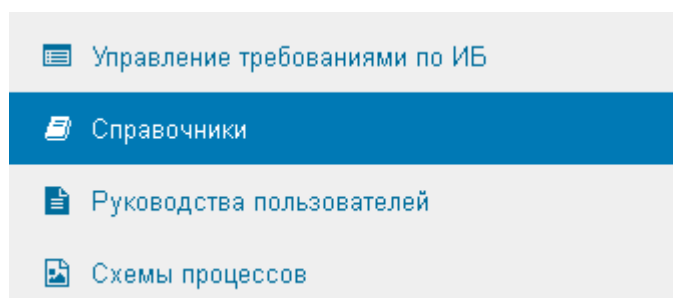 Управление требованиями по ИБ
Справочники
Руководства пользователей
Схемы процессов